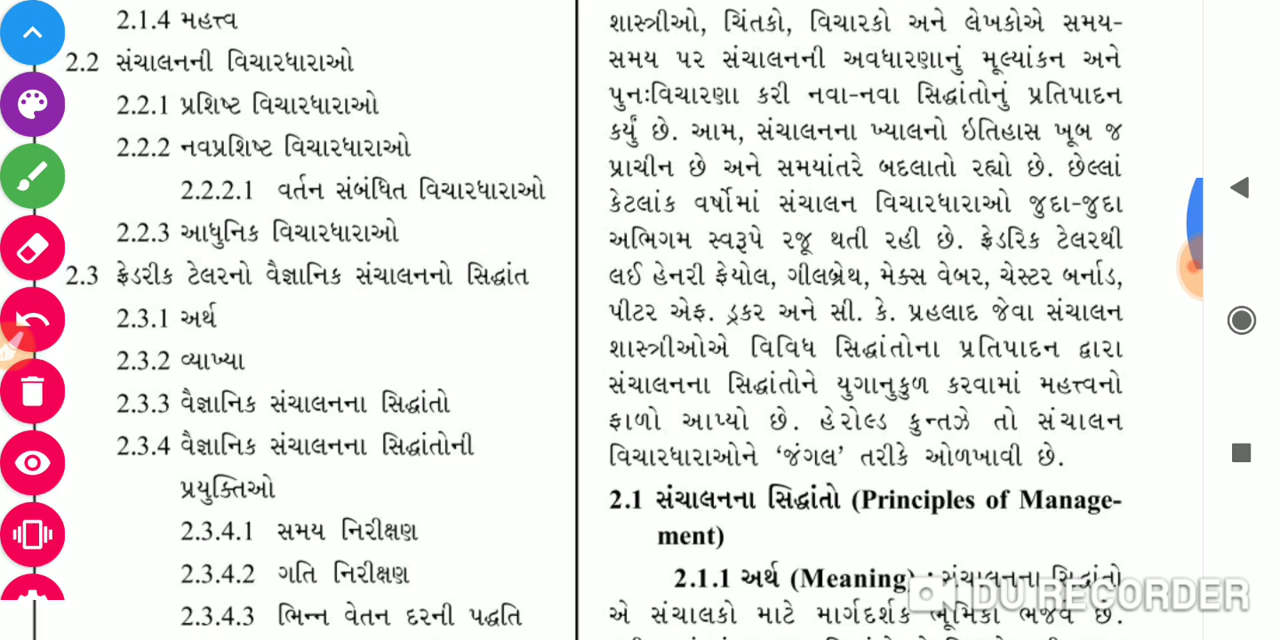 2.1.4 મહત્ત્વ
2.2 સંચાલનની વિચારધારાઓ
2.2.1 પ્રશિષ્ટ વિચારધારાઓ
2.2.2 નવપ્રશિષ્ટ વિચારધારાઓ
2.2.2.1 વર્તન સંબંધિત વિચારધારાઓ
2.2.3 આધુનિક વિચારધારાઓ
2.3 ફ્રેડરીક ટેલરનો વૈજ્ઞાનિક સંચાલનનો સિદ્ધાંત
2.3.1 અર્થ
2.3.2 વ્યાખ્યા
2.3.3 વૈજ્ઞાનિક સંચાલનના સિદ્ધાંતો
2.3.4 વૈજ્ઞાનિક સંચાલનના સિદ્ધાંતોની
પ્રયુક્તિઓ
2.3.4.1 સમય નિરીક્ષણ
2.3.4.2 ગતિ નિરીક્ષણ
2.3.4.3 ભિન્ન વેતન દરની પદ્ધતિ
શાસ્ત્રીઓ, ચિંતકો, વિચારકો અને લેખકોએ સમય-
સમય પર સંચાલનની અવધારણાનું મૂલ્યાંકન અને
પુનઃવિચારણા કરી નવા-નવા સિદ્ધાંતોનું પ્રતિપાદન
કર્યું છે. આમ, સંચાલનના ખ્યાલનો ઇતિહાસ ખૂબ જ
પ્રાચીન છે અને સમયાંતરે બદલાતો રહ્યો છે. છેલ્લાં
કેટલાંક વર્ષોમાં સંચાલન વિચારધારાઓ જુદા-જુદા
અભિગમ સ્વરૂપે રજૂ થતી રહી છે. ફ્રેડરિક ટેલરથી
લઈ હેનરી ફેયોલ, ગીલબ્રેથ, મેક્સ વેબર, ચેસ્ટર બર્નાડ,
પીટર એફ. ડ્રકર અને સી. કે. પ્રહલાદ જેવા સંચાલન
શાસ્ત્રીઓએ વિવિધ સિદ્ધાંતોના પ્રતિપાદન દ્વારા
સંચાલનના સિદ્ધાંતોને યુગાનુકુળ કરવામાં મહત્ત્વનો
ફાળો આપ્યો છે. હેરોલ્ડ કુન્તઝે તો સંચાલન
વિચારધારાઓને ‘જંગલ’ તરીકે ઓળખાવી છે.
2.1 સંચાલનના સિદ્ધાંતો (Principles of Manage-
ment)
2.1.1 અર્થ (Meaning) : સંચાલનના સિદ્ધાંતો
એ સંચાલકો માટે માર્ગદર્શક ભૂમિકા ભજવે છે.
DU RECORDER